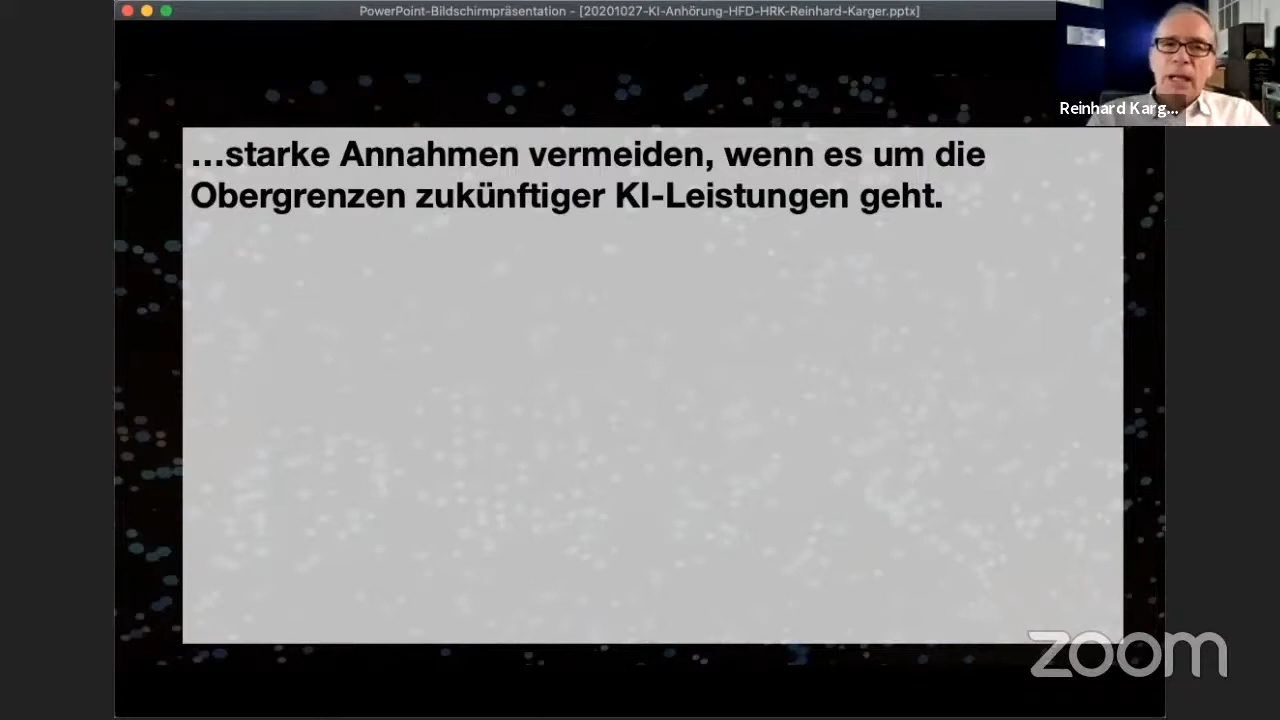 PowerPoint-Bildschirmpräsentation - [20201027-KI-Anhörung-HFD-HRK-Reinhard-Karger.pptx]
Reinhard Karg...
...starke Annahmen vermeiden, wenn es um die
Obergrenzen zukünftiger KI-Leistungen geht.
zoom